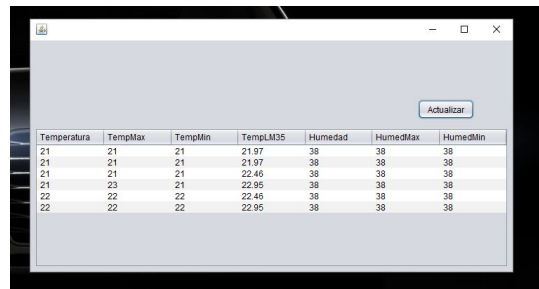 Actualizar
Temperatura TempMax TempMin TempLM35 Humedad HumedMax HumedMin
21 21 21 21.97 38 38 38
21 21 21 21.97 38 38 38
21 21 21 22.46 38 38 38
21 23 21 22.95 38 38 38
22 22 22 22.46 38 38 38
22 22 22 22.95 38 38 38